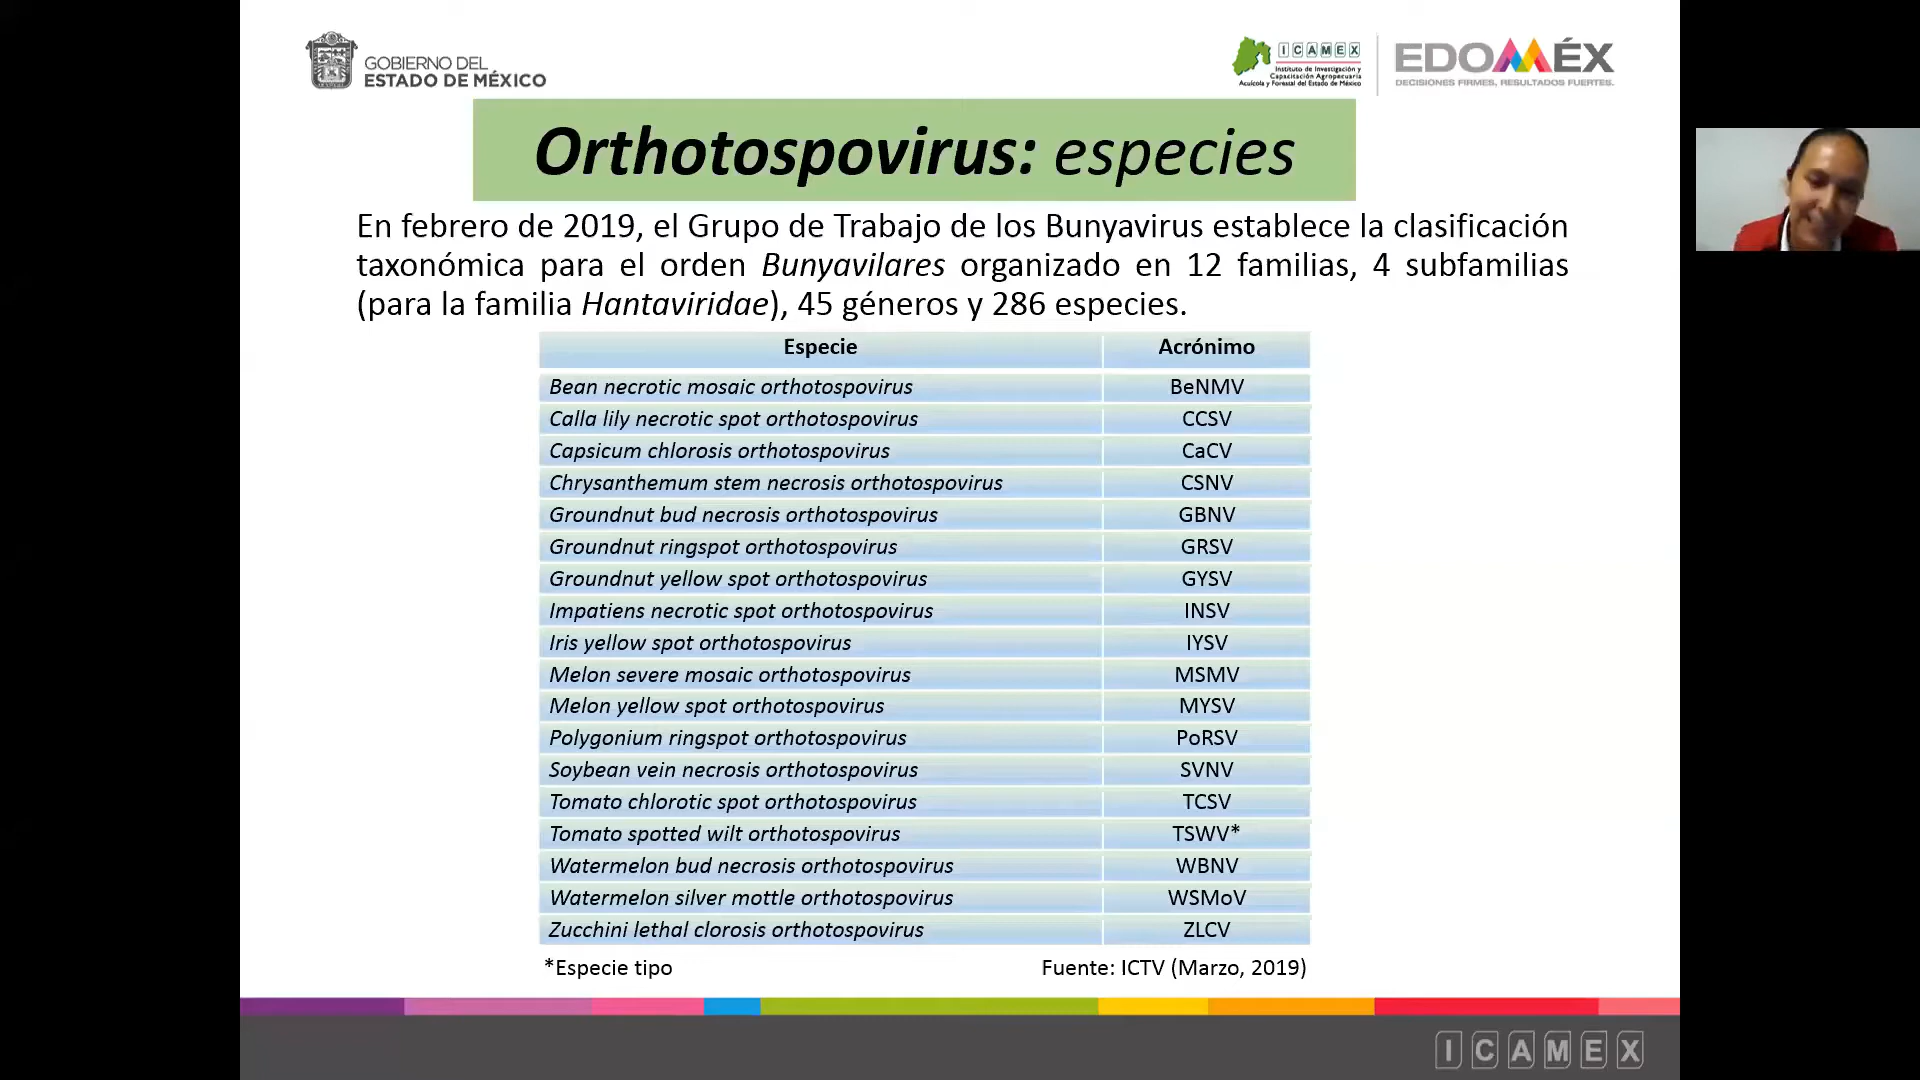 GOBIERNO DEL
ESTADO DE MÉXICO
ICAMEX
Instituto de Investigación y
Capacitación Agropecuaria
Acuícola y Forestal del Estado de México
EDOMÉX
DECISIONES FIRMES, RESULTADOS FUERTES.
Orthotospovirus: especies
En febrero de 2019, el Grupo de Trabajo de los Bunyavirus establece la clasificación
taxonómica para el orden Bunyavilares organizado en 12 familias, 4 subfamilias
(para la familia Hantaviridae), 45 géneros y 286 especies.
Especie Acrónimo
Bean necrotic mosaic orthotospovirus BeNMV
Calla lily necrotic spot orthotospovirus CCSV
Capsicum chlorosis orthotospovirus CaCV
Chrysanthemum stem necrosis orthotospovirus CSNV
Groundnut bud necrosis orthotospovirus GBNV
Groundnut ringspot orthotospovirus GRSV
Groundnut yellow spot orthotospovirus GYSV
Impatiens necrotic spot orthotospovirus INSV
Iris yellow spot orthotospovirus IYSV
Melon severe mosaic orthotospovirus MSMV
Melon yellow spot orthotospovirus MYSV
Polygonium ringspot orthotospovirus PoRSV
Soybean vein necrosis orthotospovirus SVNV
Tomato chlorotic spot orthotospovirus TCSV
Tomato spotted wilt orthotospovirus TSWV*
Watermelon bud necrosis orthotospovirus WBNV
Watermelon silver mottle orthotospovirus WSMoV
Zucchini lethal clorosis orthotospovirus ZLCV
*Especie tipo Fuente: ICTV (Marzo, 2019)
ICAMEX